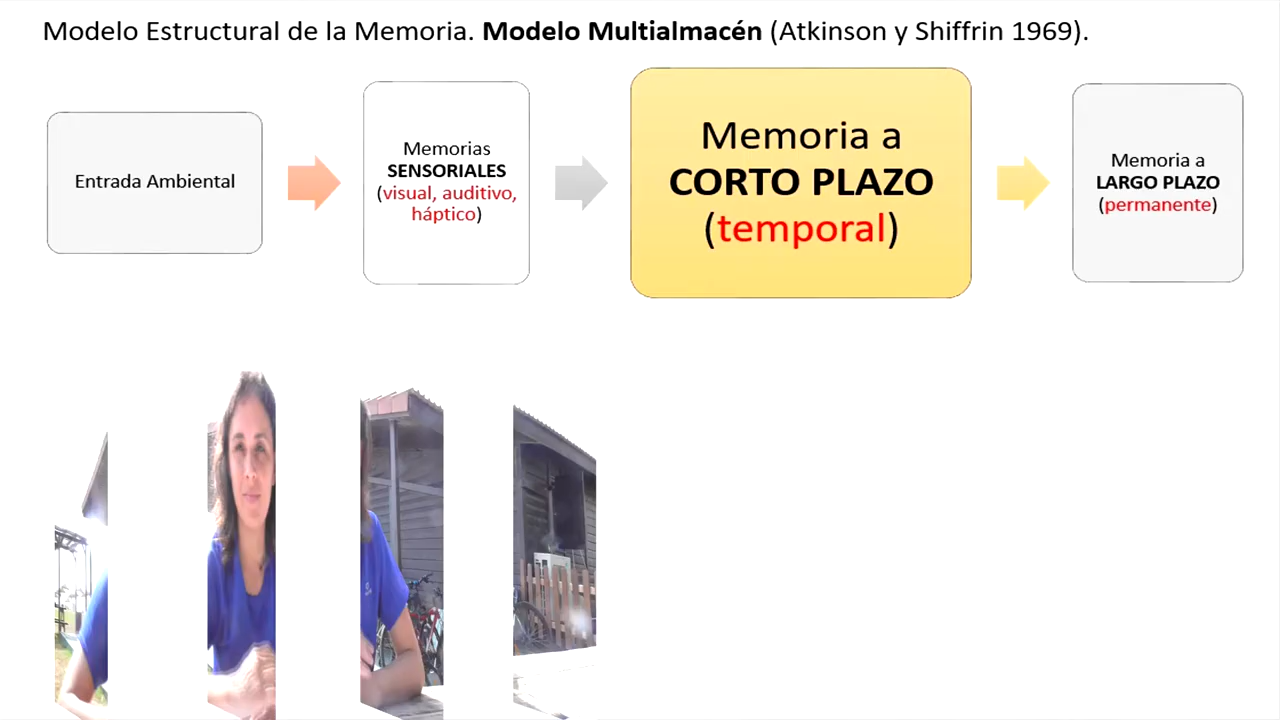 Modelo Estructural de la Memoria. Modelo Multialmacén (Atkinson y Shiffrin 1969).
Entrada Ambiental
Memorias
SENSORIALES
(visual, auditivo,
háptico)
Memoria a
CORTO PLAZO
(temporal)
Memoria a
LARGO PLAZO
(permanente)